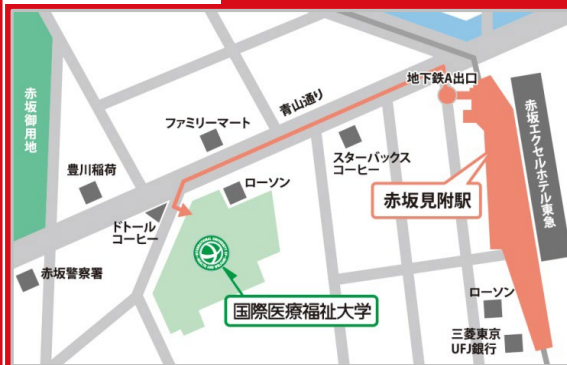 地下鉄A出口
青山通り
赤坂御用地
ファミリーマート
スターバックス
コーヒー
赤坂エクセルホテル東急
豊川稲荷
ローソン
赤坂見附駅
ドトール
コーヒー
赤坂警察署
国際医療福祉大学
ローソン
三菱東京
UFJ銀行